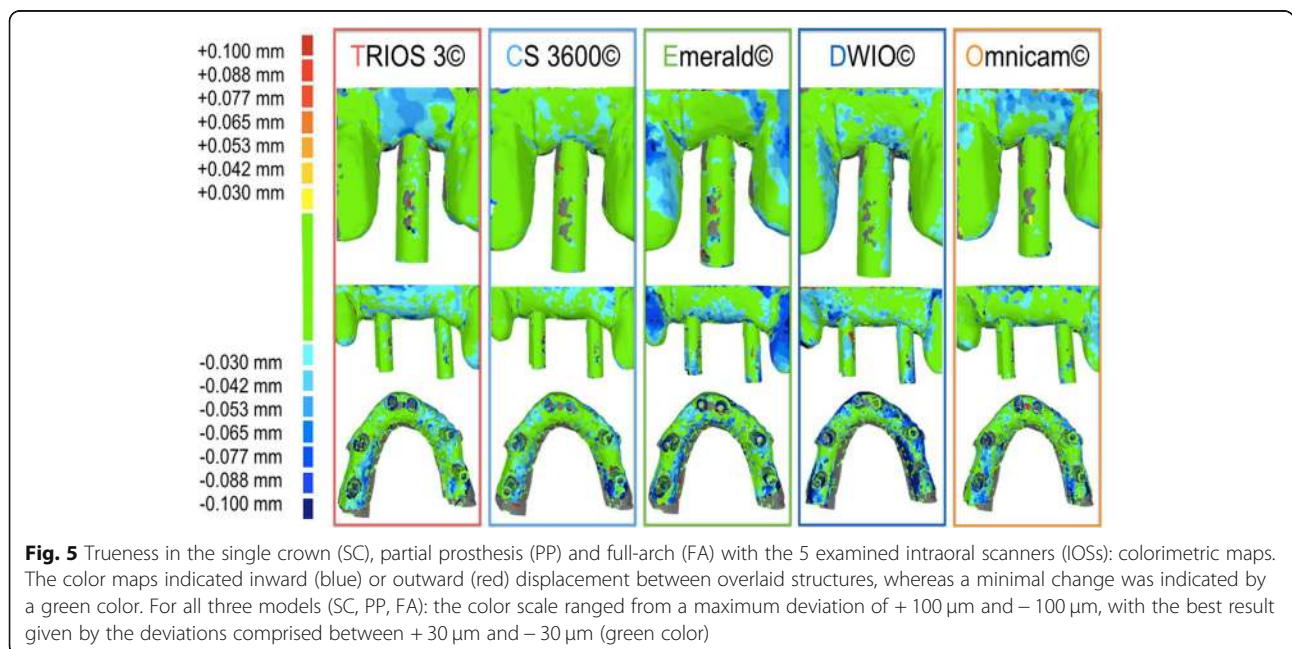 TRIOS 3© CS 3600© Emerald© DWIO© Omnicam©
+0.100 mm
+0.088 mm
+0.077 mm
+0.065 mm
+0.053 mm
+0.042 mm
+0.030 mm
-0.030 mm
-0.042 mm
-0.053 mm
-0.065 mm
-0.077 mm
-0.088 mm
-0.100 mm
Fig. 5 Trueness in the single crown (SC), partial prosthesis (PP) and full-arch (FA) with the 5 examined intraoral scanners (IOSs): colorimetric maps.
The color maps indicated inward (blue) or outward (red) displacement between overlaid structures, whereas a minimal change was indicated by
a green color. For all three models (SC, PP, FA): the color scale ranged from a maximum deviation of + 100 μm and − 100 μm, with the best result
given by the deviations comprised between + 30 μm and − 30 μm (green color)